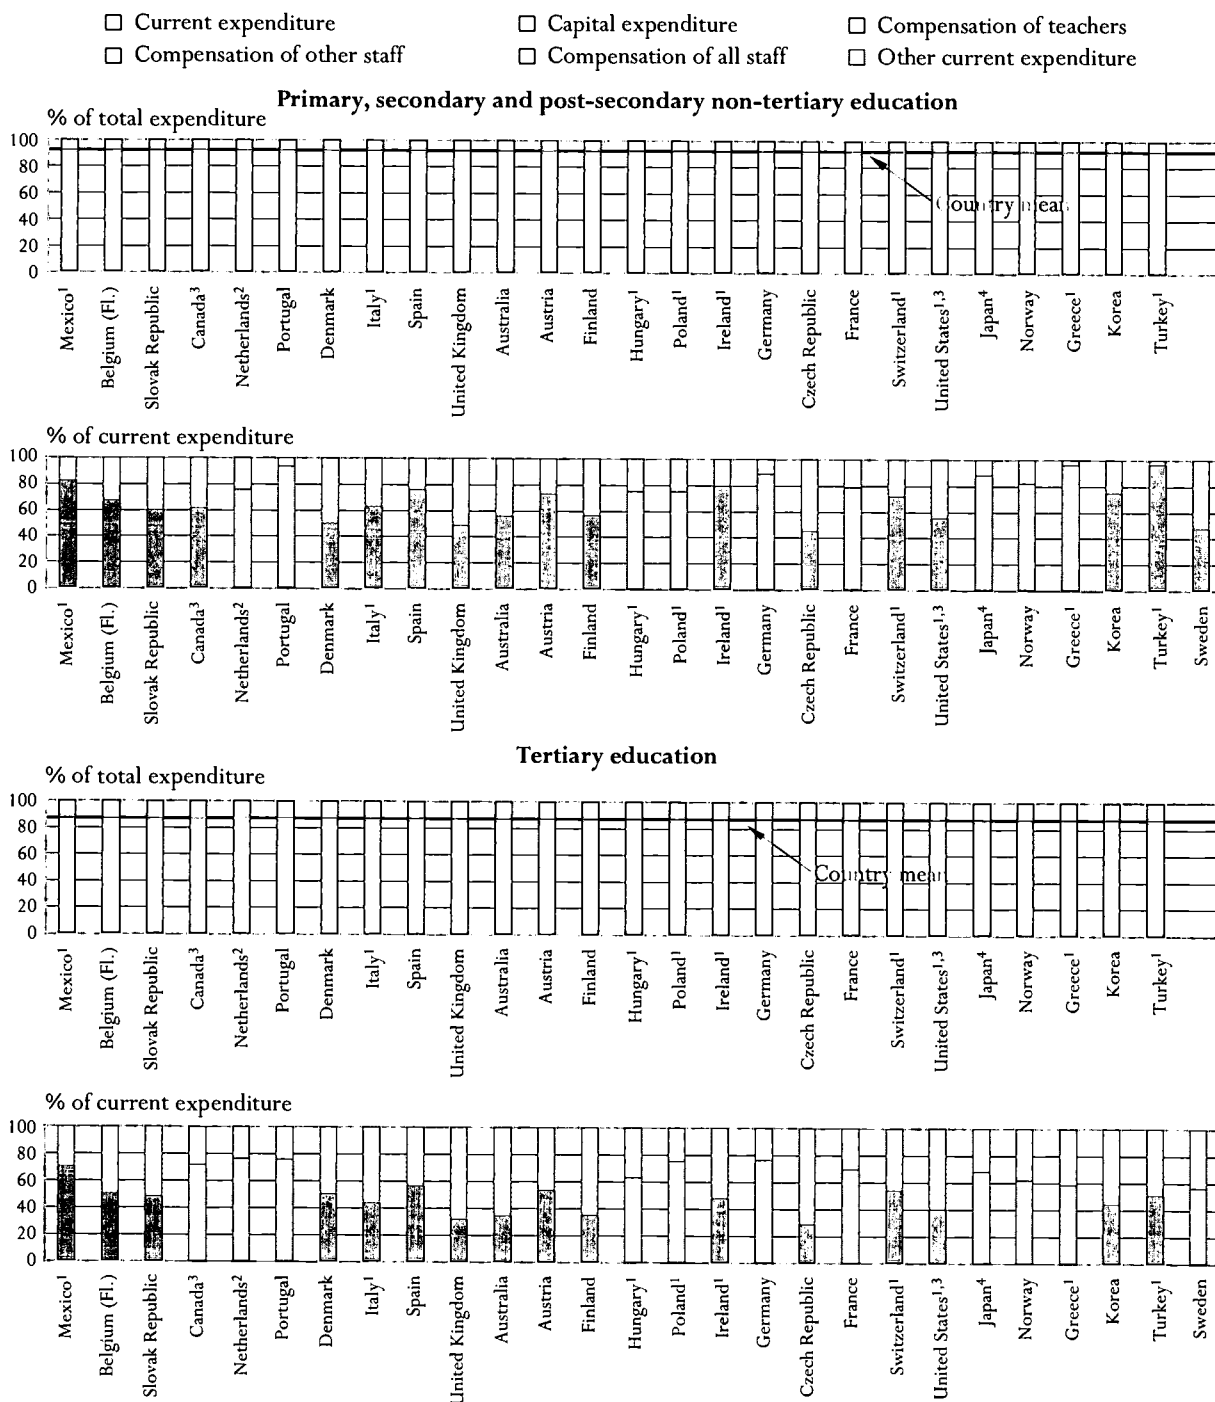 Current expenditure Capital expenditure Compensation of teachers
Compensation of other staff Compensation of all staff Other current expenditure
Primary, secondary and post-secondary non-tertiary education
% of total expenditure
100
80
60
40
20
0
Country mean
Mexico¹ Belgium (Fl.) Slovak Republic Canada³ Netherlands² Portugal Denmark Italy¹ Spain United Kingdom Australia Austria Finland Hungary¹ Poland¹ Ireland¹ Germany Czech Republic France Switzerland¹ United States¹,³ Japan⁴ Norway Greece¹ Korea Turkey¹
% of current expenditure
100
80
60
40
20
0
Mexico¹ Belgium (Fl.) Slovak Republic Canada³ Netherlands² Portugal Denmark Italy¹ Spain United Kingdom Australia Austria Finland Hungary¹ Poland¹ Ireland¹ Germany Czech Republic France Switzerland¹ United States¹,³ Japan⁴ Norway Greece¹ Korea Turkey¹ Sweden
Tertiary education
% of total expenditure
100
80
60
40
20
0
Country mean
Mexico¹ Belgium (Fl.) Slovak Republic Canada³ Netherlands² Portugal Denmark Italy¹ Spain United Kingdom Australia Austria Finland Hungary¹ Poland¹ Ireland¹ Germany Czech Republic France Switzerland¹ United States¹,³ Japan⁴ Norway Greece¹ Korea Turkey¹
% of current expenditure
100
80
60
40
20
0
Mexico¹ Belgium (Fl.) Slovak Republic Canada³ Netherlands² Portugal Denmark Italy¹ Spain United Kingdom Australia Austria Finland Hungary¹ Poland¹ Ireland¹ Germany Czech Republic France Switzerland¹ United States¹,³ Japan⁴ Norway Greece¹ Korea Turkey¹ Sweden